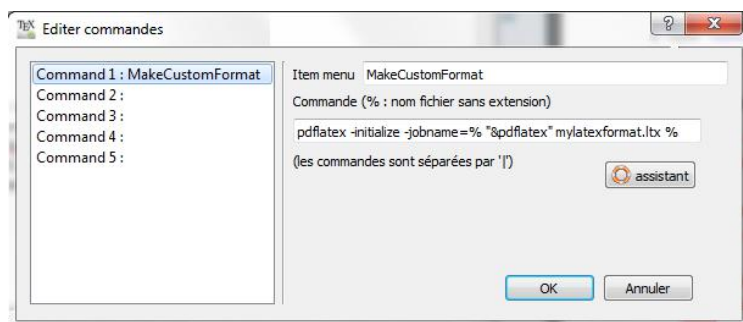 TEX Editer commandes
Command 1 : MakeCustomFormat
Command 2 :
Command 3 :
Command 4 :
Command 5 :
Item menu MakeCustomFormat
Commande (% : nom fichier sans extension)
pdflatex -initialize -jobname=% "&pdflatex" mylatexformat.ltx %
(les commandes sont séparées par '|')
assistant
OK Annuler